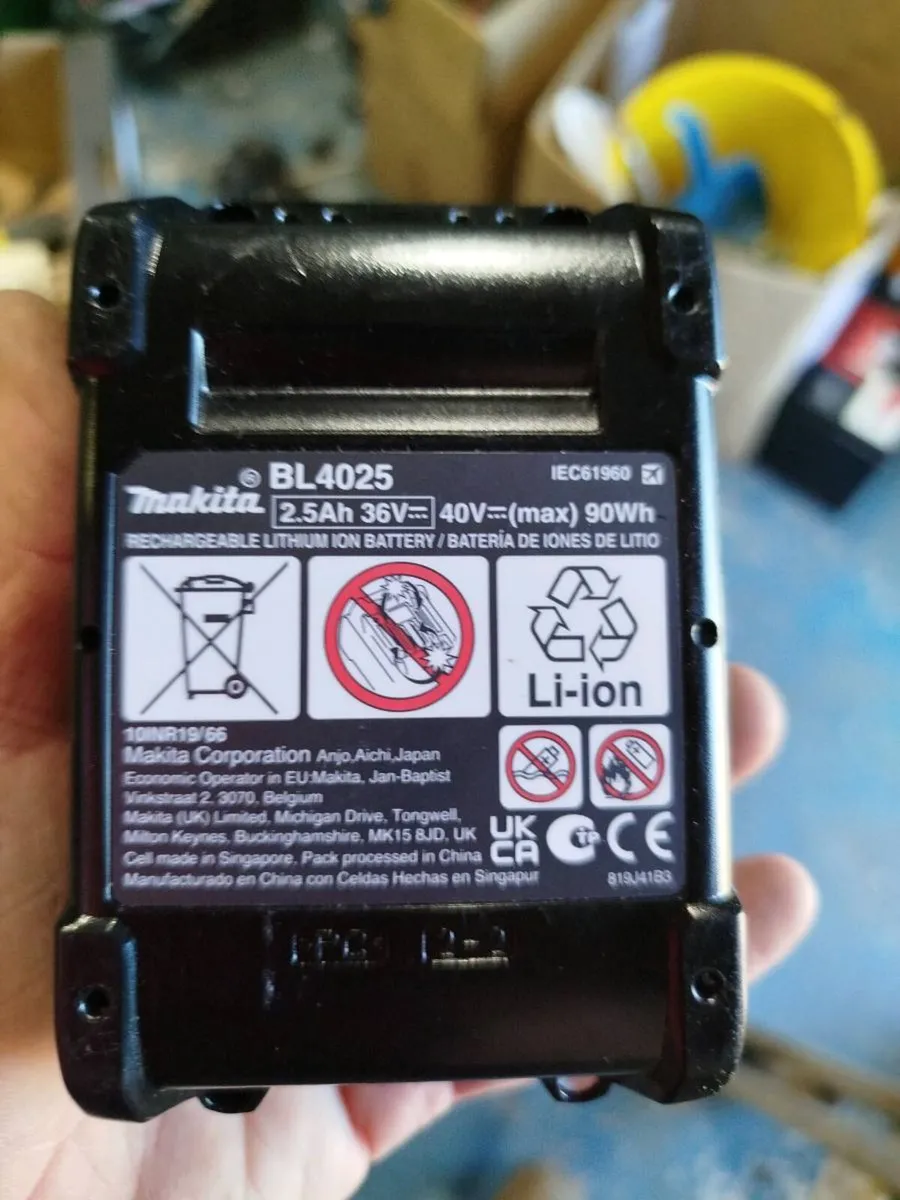 makita® BL4025 IEC61960
2.5Ah 36V⎓ 40V⎓(max) 90Wh
RECHARGEABLE LITHIUM ION BATTERY / BATERÍA DE IONES DE LITIO
Li-ion
10INR19/66
Makita Corporation Anjo,Aichi,Japan
Economic Operator in EU:Makita, Jan-Baptist
Vinkstraat 2, 3070, Belgium
Makita (UK) Limited, Michigan Drive, Tongwell,
Milton Keynes, Buckinghamshire, MK15 8JD, UK
Cell made in Singapore, Pack processed in China
Manufacturado en China con Celdas Hechas en Singapur
UK
CA
CE
819J41B3
>PC<